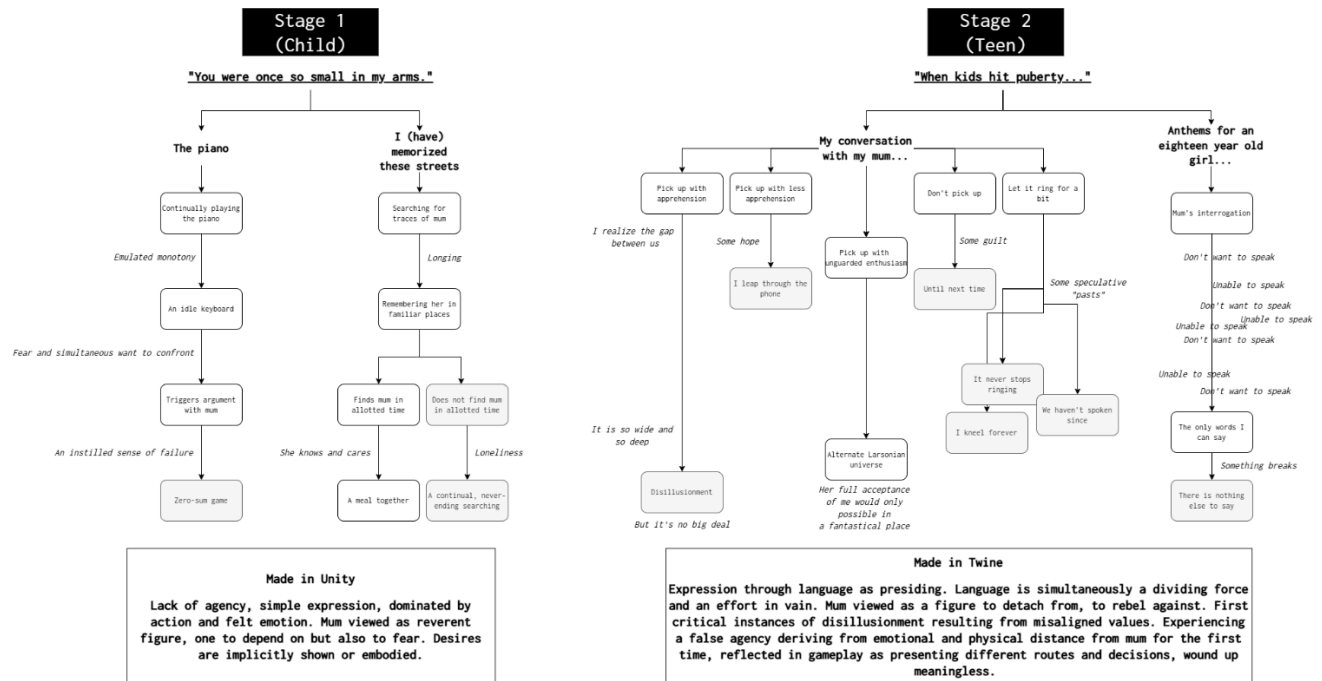 Stage 1
(Child)
"You were once so small in my arms."
The piano
I (have)
memorized
these streets
Continually playing
the piano
Searching for
traces of mum
Emulated monotony
Longing
An idle keyboard
Remembering her in
familiar places
Fear and simultaneous want to confront
Triggers argument
with mum
Finds mum in
allotted time
Does not find mum
in allotted time
An instilled sense of failure
She knows and cares
Loneliness
Zero-sum game
A meal together
A continual, never-
ending searching
Made in Unity
Lack of agency, simple expression, dominated by
action and felt emotion. Mum viewed as reverent
figure, one to depend on but also to fear. Desires
are implicitly shown or embodied.
Stage 2
(Teen)
"When kids hit puberty..."
My conversation
with my mum...
Anthems for an
eighteen year old
girl...
Pick up with
apprehension
Pick up with less
apprehension
Don't pick up
Let it ring for a
bit
Mum's interrogation
I realize the gap
between us
Some hope
Pick up with
unguarded enthusiasm
Some guilt
I leap through the
phone
Until next time
Some speculative
"pasts"
Don't want to speak
Unable to speak
Don't want to speak
Unable to speak
Unable to speak
Don't want to speak
Unable to speak
Don't want to speak
It never stops
ringing
I kneel forever
We haven't spoken
since
The only words I
can say
It is so wide and
so deep
Alternate Larsonian
universe
Something breaks
Disillusionment
But it's no big deal
Her full acceptance
of me would only
possible in
a fantastical place
There is nothing
else to say
Made in Twine
Expression through language as presiding. Language is simultaneously a dividing force
and an effort in vain. Mum viewed as a figure to detach from, to rebel against. First
critical instances of disillusionment resulting from misaligned values. Experiencing
a false agency deriving from emotional and physical distance from mum for the first
time, reflected in gameplay as presenting different routes and decisions, wound up
meaningless.